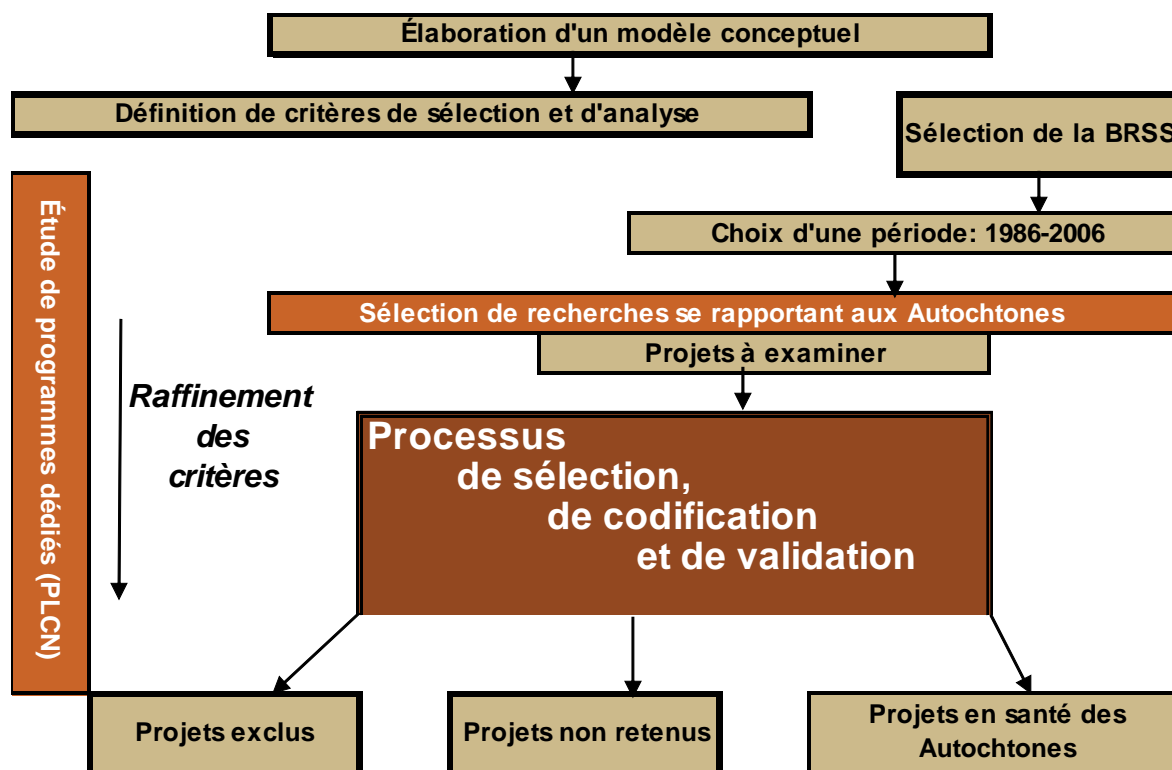 Élaboration d'un modèle conceptuel
Définition de critères de sélection et d'analyse
Sélection de la BRSS
Étude de programmes dédiés (PLCN)
Choix d'une période: 1986-2006
Sélection de recherches se rapportant aux Autochtones
Projets à examiner
Raffinement
des
critères
Processus
de sélection,
de codification
et de validation
Projets exclus
Projets non retenus
Projets en santé des
Autochtones